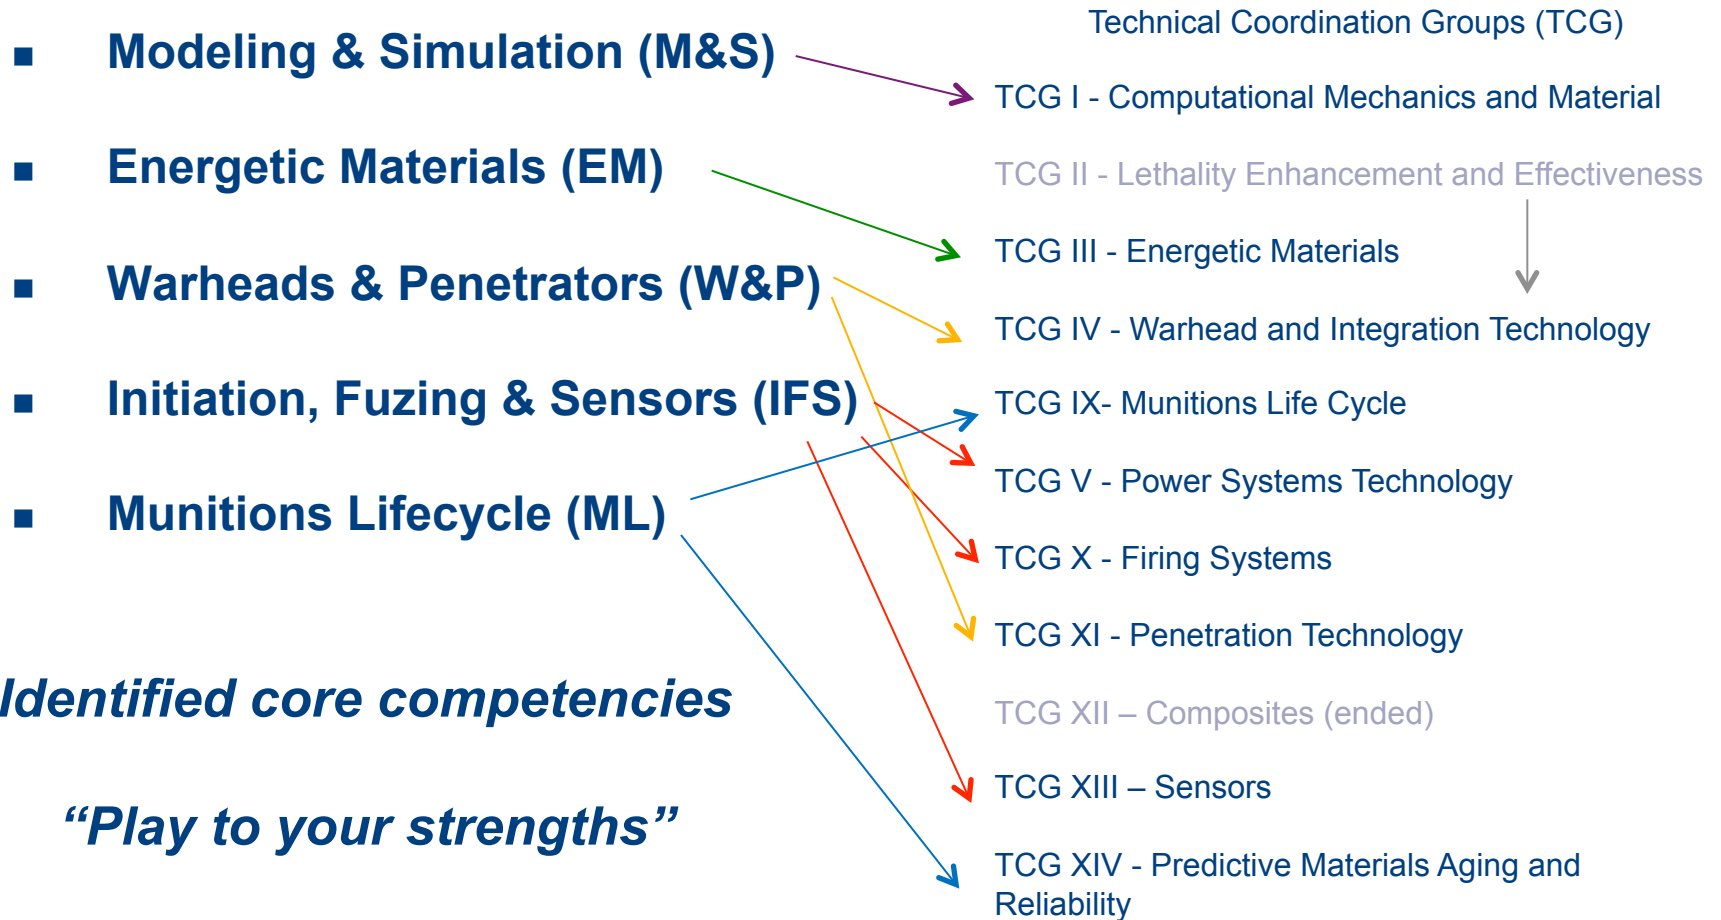 Modeling & Simulation (M&S)
Energetic Materials (EM)
Warheads & Penetrators (W&P)
Initiation, Fuzing & Sensors (IFS)
Munitions Lifecycle (ML)
Identified core competencies
“Play to your strengths”
Technical Coordination Groups (TCG)
TCG I - Computational Mechanics and Material
TCG II - Lethality Enhancement and Effectiveness
TCG III - Energetic Materials
TCG IV - Warhead and Integration Technology
TCG IX- Munitions Life Cycle
TCG V - Power Systems Technology
TCG X - Firing Systems
TCG XI - Penetration Technology
TCG XII – Composites (ended)
TCG XIII – Sensors
TCG XIV - Predictive Materials Aging and
Reliability